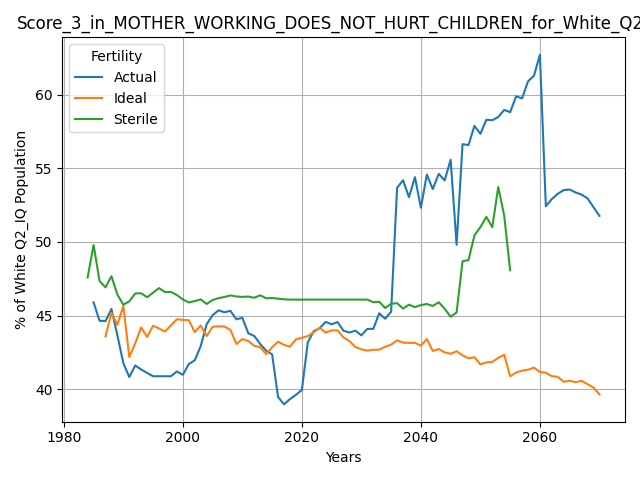 Score_3_in_MOTHER_WORKING_DOES_NOT_HURT_CHILDREN_for_White_Q2
Fertility
Actual
Ideal
Sterile
% of White Q2_IQ Population
60
55
50
45
40
1980
2000
2020
2040
2060
Years